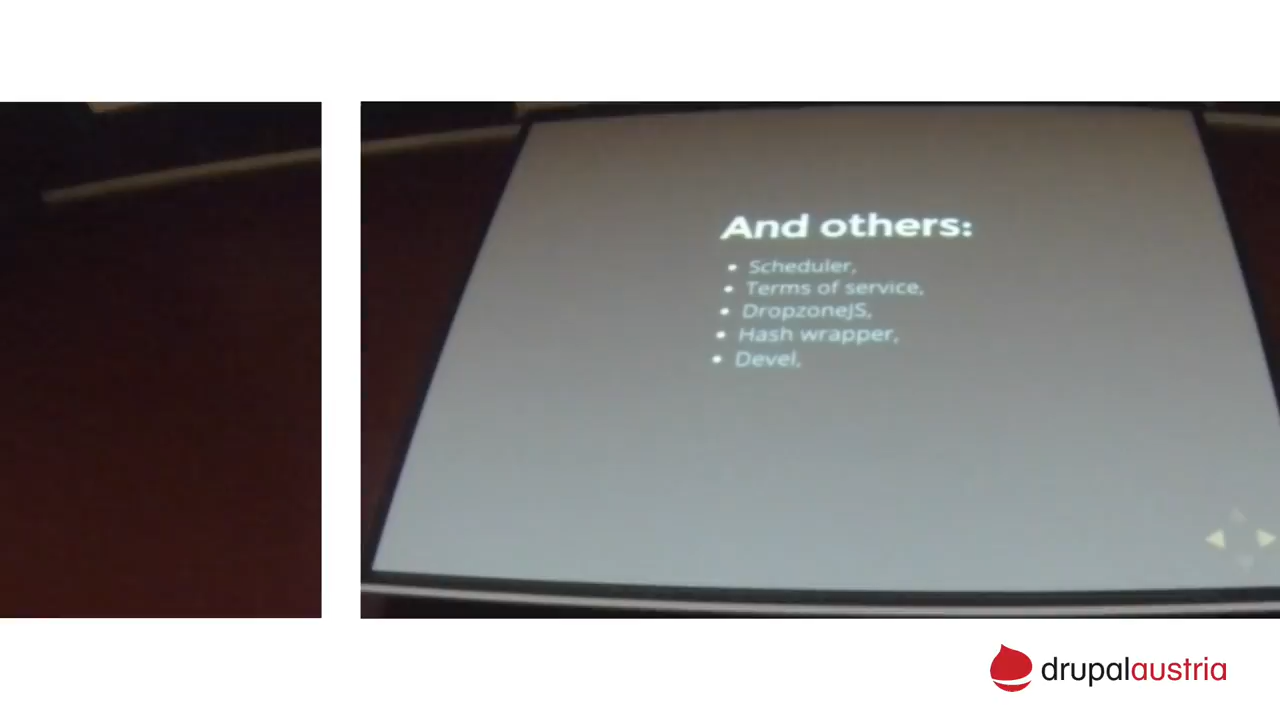 And others:
• Scheduler,
• Terms of service,
• DropzoneJS,
• Hash wrapper,
• Devel,
drupalaustria